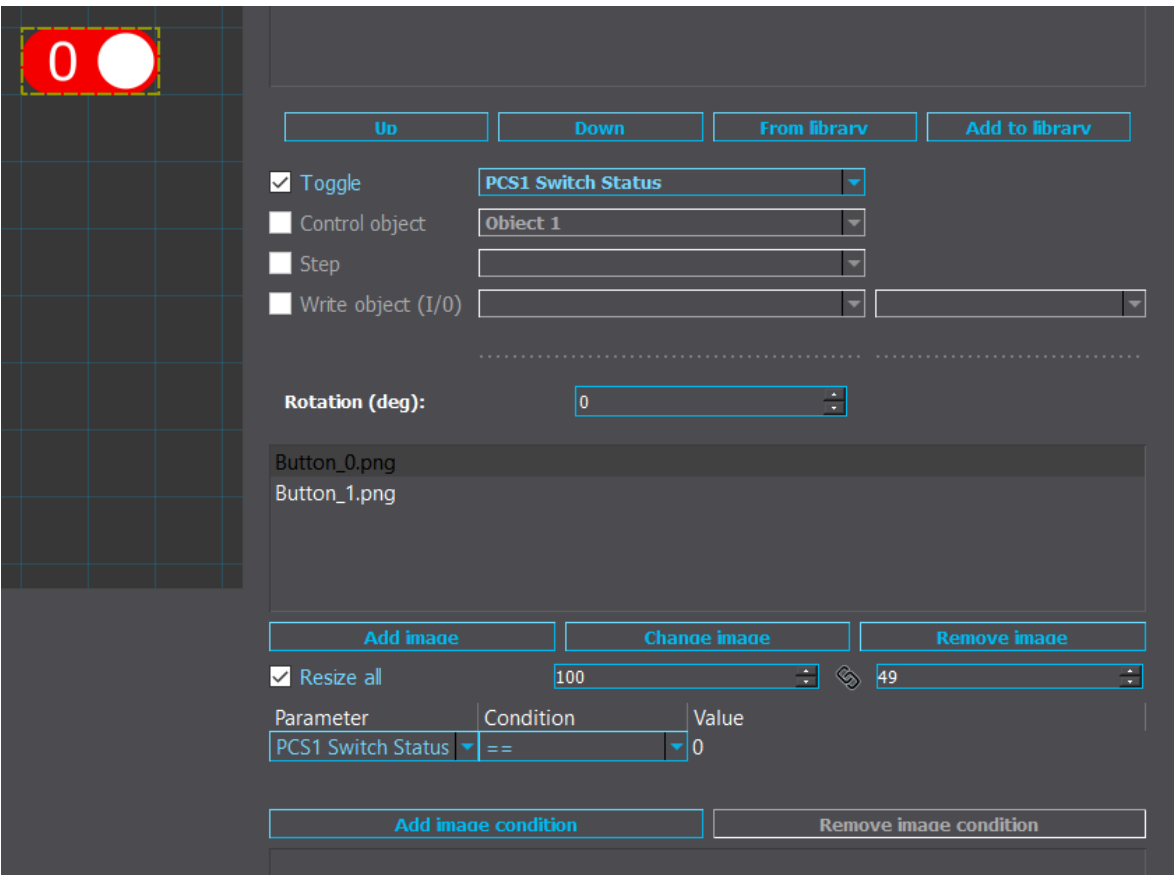 0
Up Down From library Add to library
Toggle PCS1 Switch Status
Control object Object 1
Step
Write object (I/0)
Rotation (deg): 0
Button_0.png
Button_1.png
Add image Change image Remove image
Resize all 100 49
Parameter Condition Value
PCS1 Switch Status == 0
Add image condition Remove image condition